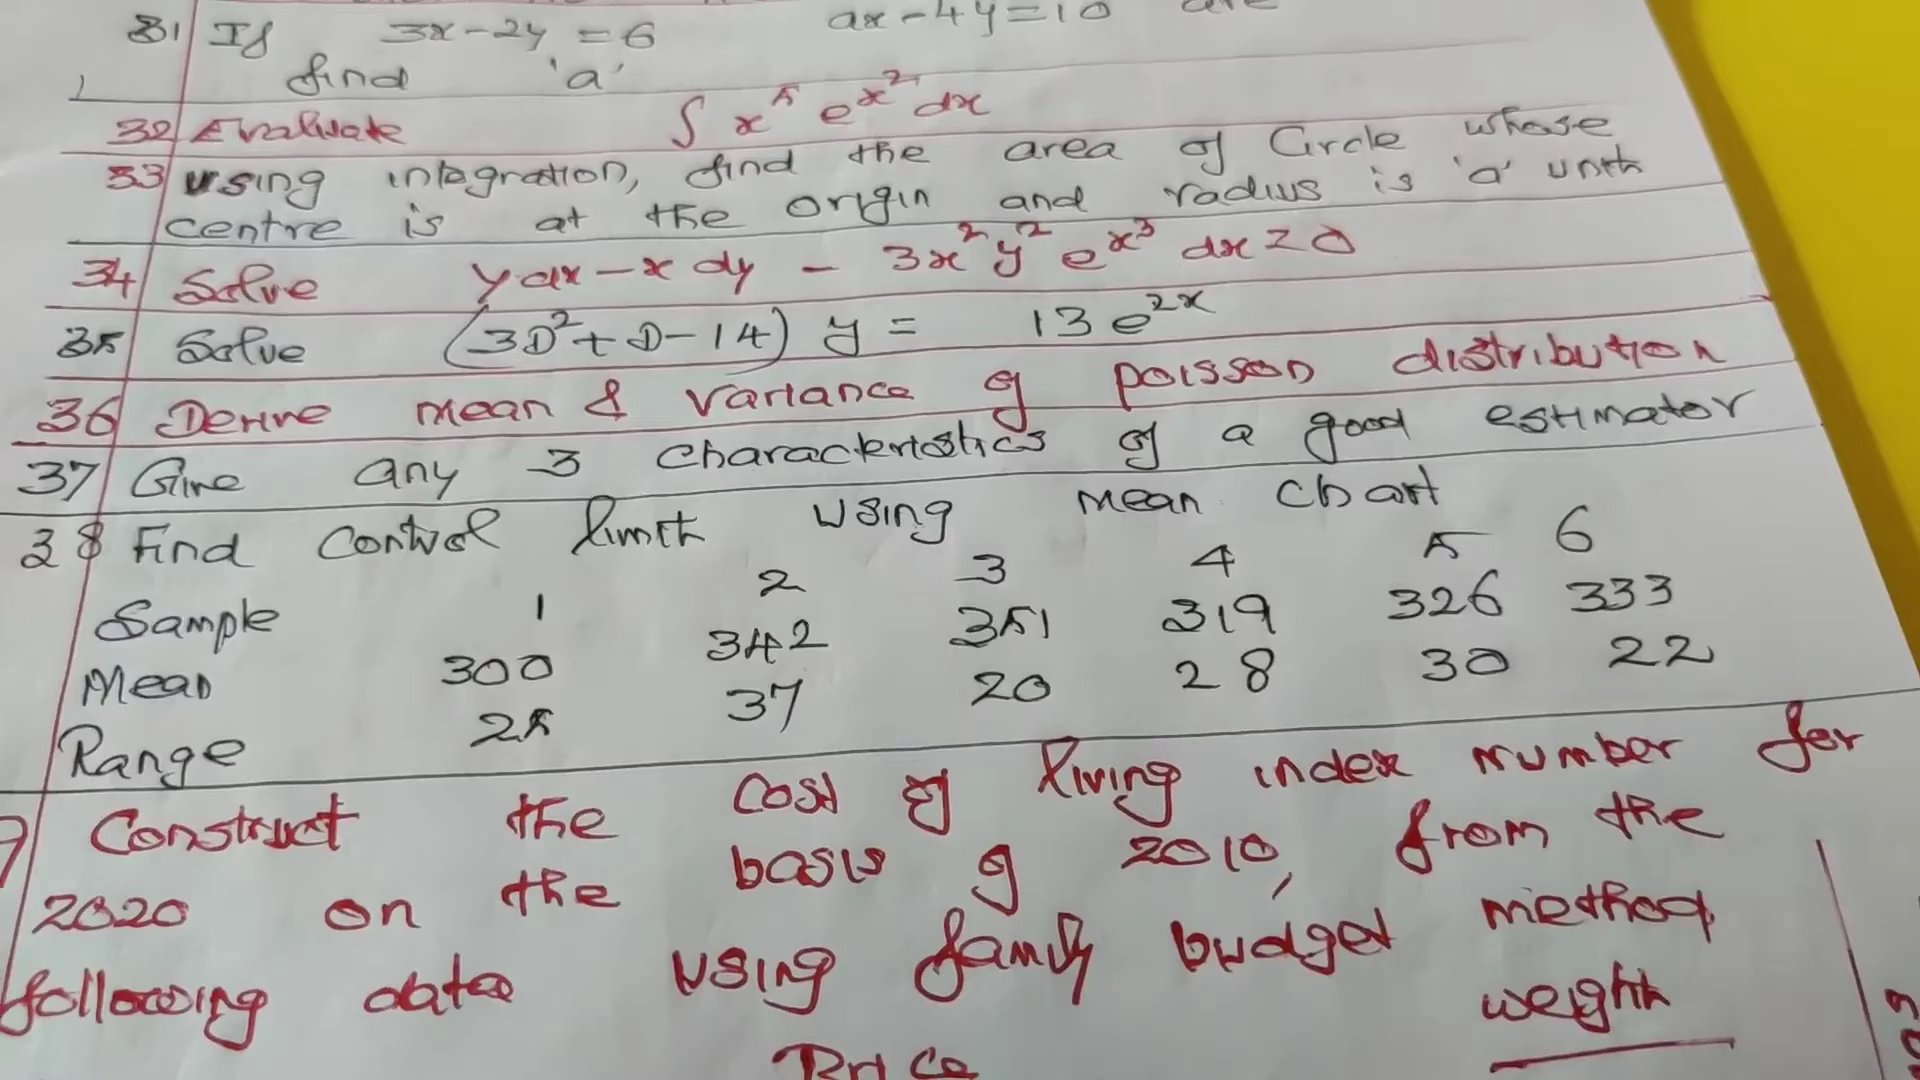 31 If 3x-2y = 6 ax-4y=10 are
find 'a'
32 Evaluate ∫ x⁵ e^x² dx
33 using integration, find the area of Circle whose
centre is at the origin and radius is 'a' units
34 Solve ydx-x dy - 3x²y² e^x³ dx=0
35 Solve (3D²+D-14) y = 13 e^2x
36 Derive mean & variance of poisson distribution
37 Give any 3 characteristics of a good estimator
38 Find control limit using mean chart
Sample 1 2 3 4 5 6
Mean 300 342 351 319 326 333
Range 25 37 20 28 30 22
Construct the cost of living index number for
2020 on the basis of 2010, from the
following data using family budget method
Price weight